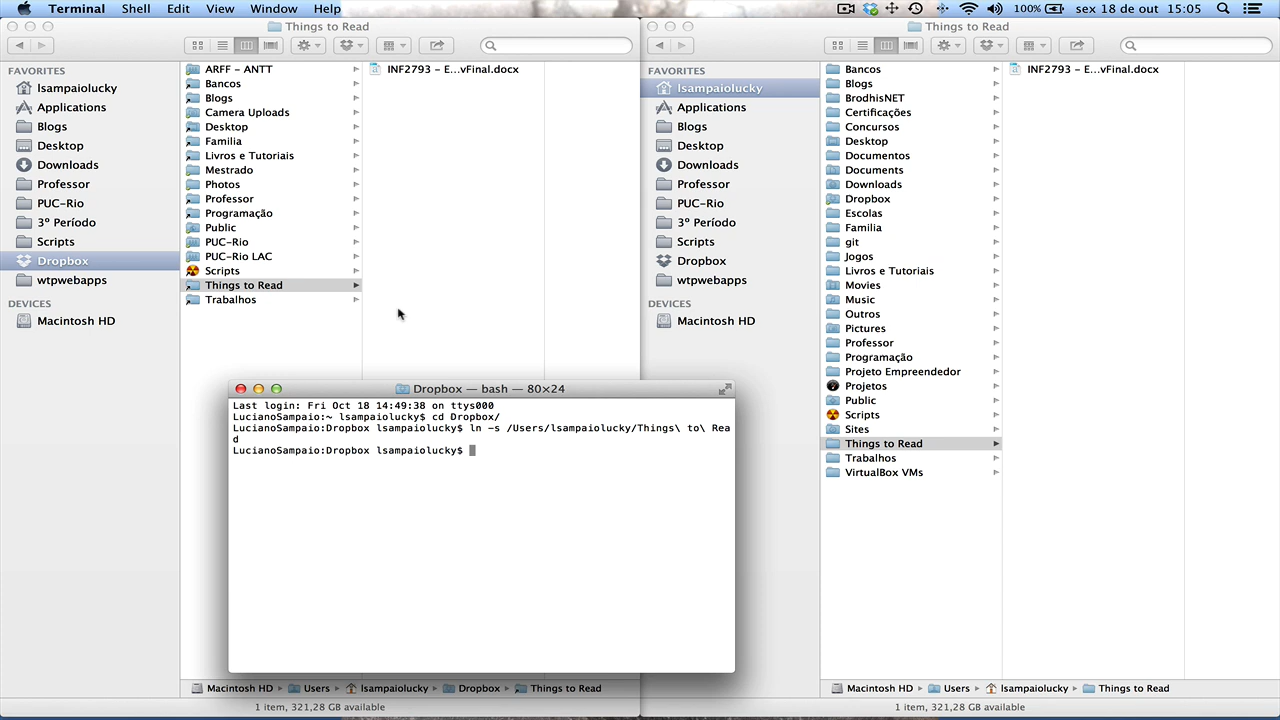 Terminal Shell Edit View Window Help 100% sex 18 de out 15:05
Things to Read
FAVORITES
lsampaiolucky
Applications
Blogs
Desktop
Downloads
Professor
PUC-Rio
3º Período
Scripts
Dropbox
wtpwebapps
DEVICES
Macintosh HD
ARFF - ANTT
Bancos
Blogs
Camera Uploads
Desktop
Familia
Livros e Tutoriais
Mestrado
Photos
Professor
Programação
Public
PUC-Rio
PUC-Rio LAC
Scripts
Things to Read
Trabalhos
INF2793 - E...vFinal.docx
Macintosh HD Users lsampaiolucky Dropbox Things to Read
1 item, 321,28 GB available
Things to Read
FAVORITES
lsampaiolucky
Applications
Blogs
Desktop
Downloads
Professor
PUC-Rio
3º Período
Scripts
Dropbox
wtpwebapps
DEVICES
Macintosh HD
Bancos
Blogs
BrodhisNET
Certificações
Concursos
Desktop
Documentos
Documents
Downloads
Dropbox
Escolas
Familia
git
Jogos
Livros e Tutoriais
Movies
Music
Outros
Pictures
Professor
Programação
Projeto Empreendedor
Projetos
Public
Scripts
Sites
Things to Read
Trabalhos
VirtualBox VMs
INF2793 - E...vFinal.docx
Macintosh HD Users lsampaiolucky Things to Read
1 item, 321,28 GB available
Dropbox — bash — 80×24
Last login: Fri Oct 18 14:49:38 on ttys000
LucianoSampaio:~ lsampaiolucky$ cd Dropbox/
LucianoSampaio:Dropbox lsampaiolucky$ ln -s /Users/lsampaiolucky/Things\ to\ Rea
d
LucianoSampaio:Dropbox lsampaiolucky$